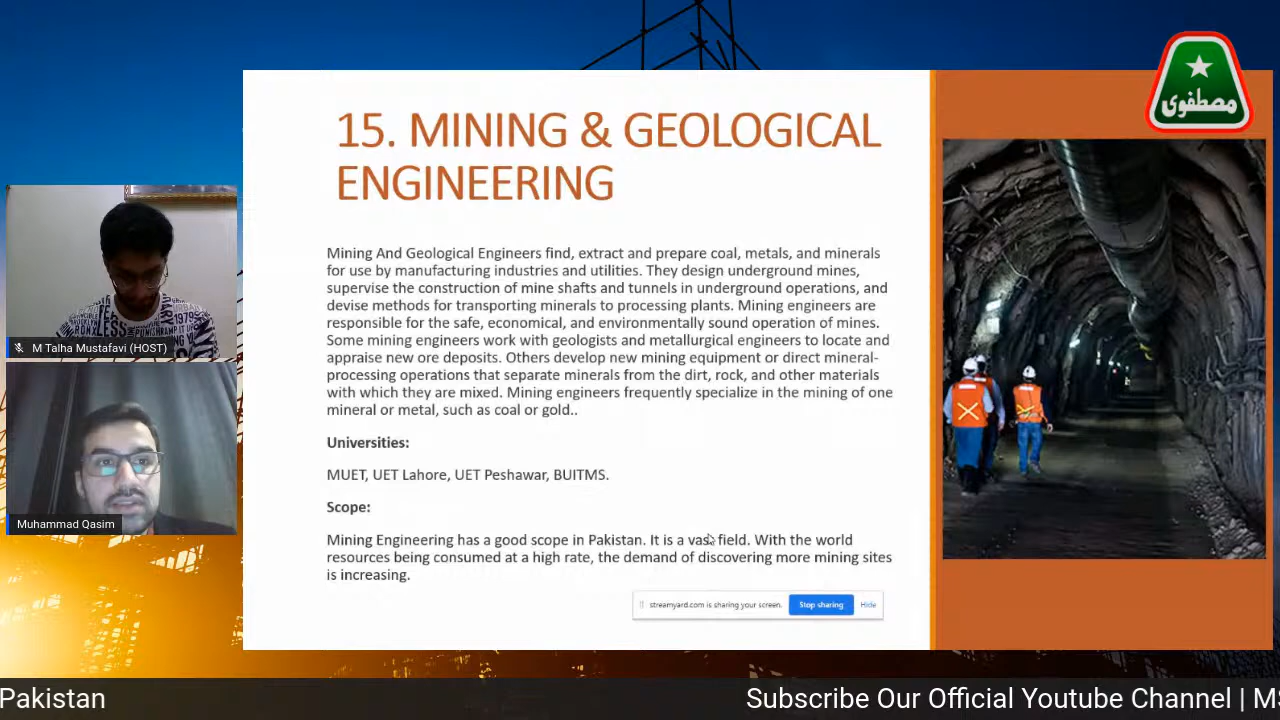 مصطفوی
15. MINING & GEOLOGICAL
ENGINEERING
Mining And Geological Engineers find, extract and prepare coal, metals, and minerals
for use by manufacturing industries and utilities. They design underground mines,
supervise the construction of mine shafts and tunnels in underground operations, and
devise methods for transporting minerals to processing plants. Mining engineers are
responsible for the safe, economical, and environmentally sound operation of mines.
Some mining engineers work with geologists and metallurgical engineers to locate and
appraise new ore deposits. Others develop new mining equipment or direct mineral-
processing operations that separate minerals from the dirt, rock, and other materials
with which they are mixed. Mining engineers frequently specialize in the mining of one
mineral or metal, such as coal or gold..
Universities:
MUET, UET Lahore, UET Peshawar, BUITMS.
Scope:
Mining Engineering has a good scope in Pakistan. It is a vast field. With the world
resources being consumed at a high rate, the demand of discovering more mining sites
is increasing.
streamyard.com is sharing your screen. Stop sharing Hide
M Talha Mustafavi (HOST)
Muhammad Qasim
Pakistan Subscribe Our Official Youtube Channel | MS